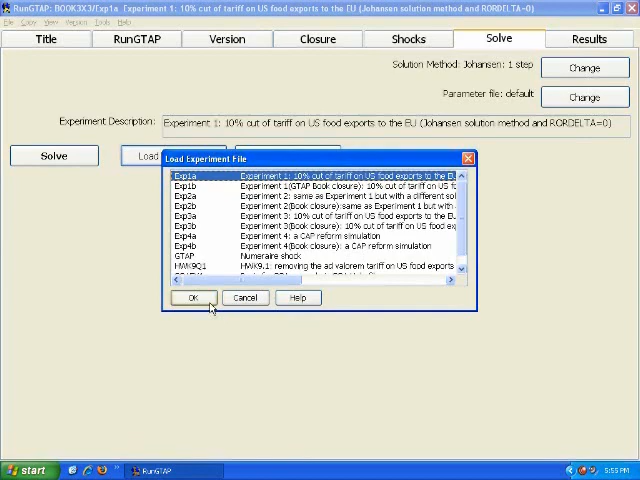 RunGTAP: BOOK3X3/Exp1a_Experiment 1: 10% cut of tariff on US food exports to the EU (Johansen solution method and RORDELTA=0)
File Copy View Version Tools Help
Title RunGTAP Version Closure Shocks Solve Results
Solution Method: Johansen: 1 step Change
Parameter file: default Change
Experiment Description: Experiment 1: 10% cut of tariff on US food exports to the EU (Johansen solution method and RORDELTA=0)
Solve Load
Load Experiment File
Exp1a Experiment 1: 10% cut of tariff on US food exports to the EU
Exp1b Experiment 1(GTAP Book closure): 10% cut of tariff on US fo
Exp2a Experiment 2: same as Experiment 1 but with a different sol
Exp2b Experiment 2(Book closure):same as Experiment 1 but with
Exp3a Experiment 3: 10% cut of tariff on US food exports to the
Exp3b Experiment 3(Book closure): 10% cut of tariff on US food
Exp4a Experiment 4: a CAP reform simulation
Exp4b Experiment 4(Book closure): a CAP reform simulation
GTAP Numeraire shock
HWK9Q1 HWK9.1: removing the ad valorem tariff on US food exports
OK Cancel Help
start RunGTAP 5:55 PM